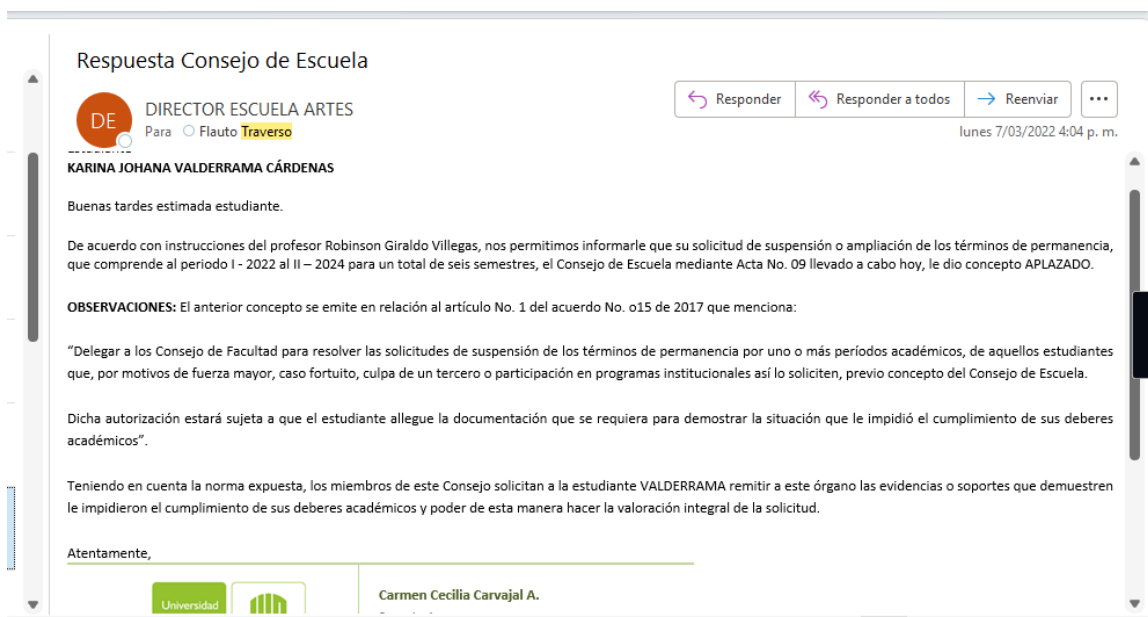 Respuesta Consejo de Escuela
DE
DIRECTOR ESCUELA ARTES
Para Flauto Traverso
Responder
Responder a todos
Reenviar
lunes 7/03/2022 4:04 p. m.
KARINA JOHANA VALDERRAMA CÁRDENAS
Buenas tardes estimada estudiante.
De acuerdo con instrucciones del profesor Robinson Giraldo Villegas, nos permitimos informarle que su solicitud de suspensión o ampliación de los términos de permanencia,
que comprende al periodo I - 2022 al II – 2024 para un total de seis semestres, el Consejo de Escuela mediante Acta No. 09 llevado a cabo hoy, le dio concepto APLAZADO.
OBSERVACIONES: El anterior concepto se emite en relación al artículo No. 1 del acuerdo No. o15 de 2017 que menciona:
“Delegar a los Consejo de Facultad para resolver las solicitudes de suspensión de los términos de permanencia por uno o más períodos académicos, de aquellos estudiantes
que, por motivos de fuerza mayor, caso fortuito, culpa de un tercero o participación en programas institucionales así lo soliciten, previo concepto del Consejo de Escuela.
Dicha autorización estará sujeta a que el estudiante allegue la documentación que se requiera para demostrar la situación que le impidió el cumplimiento de sus deberes
académicos”.
Teniendo en cuenta la norma expuesta, los miembros de este Consejo solicitan a la estudiante VALDERRAMA remitir a este órgano las evidencias o soportes que demuestren
le impidieron el cumplimiento de sus deberes académicos y poder de esta manera hacer la valoración integral de la solicitud.
Atentamente,
Universidad
Carmen Cecilia Carvajal A.